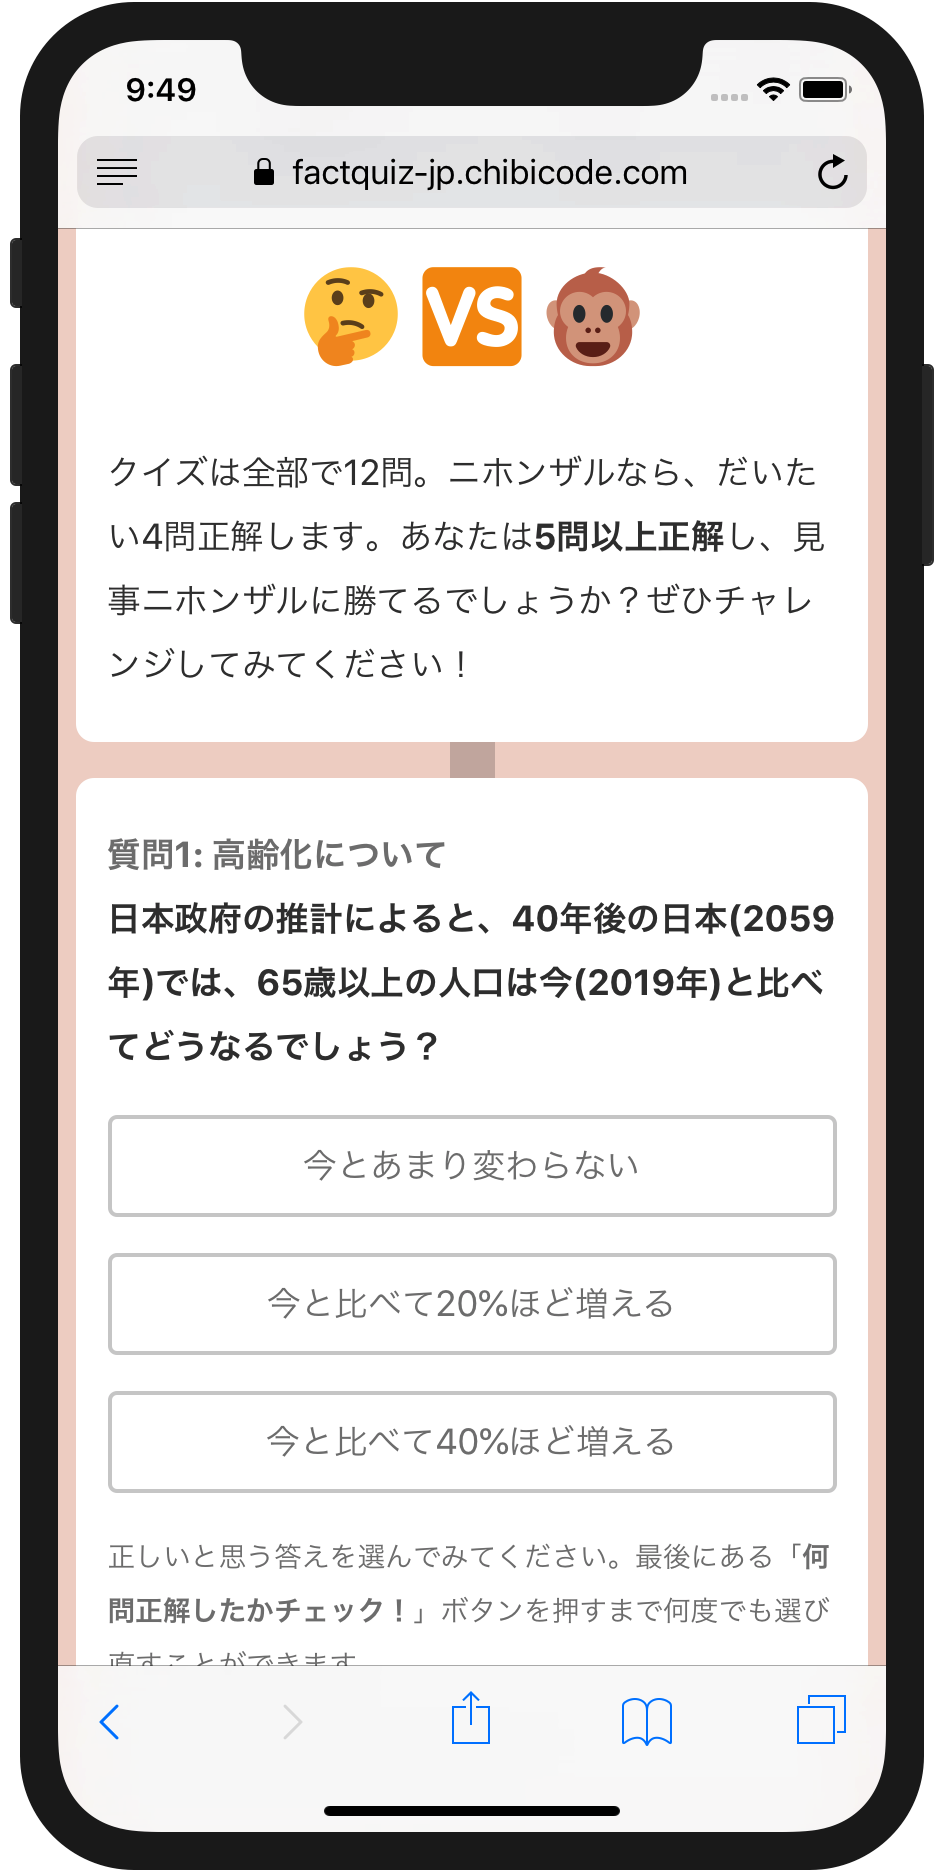 9:49
factquiz-jp.chibicode.com
VS
クイズは全部で12問。ニホンザルなら、だいた
い4問正解します。あなたは5問以上正解し、見
事ニホンザルに勝てるでしょうか？ぜひチャレ
ンジしてみてください！
質問1: 高齢化について
日本政府の推計によると、40年後の日本(2059
年)では、65歳以上の人口は今(2019年)と比べ
てどうなるでしょう？
今とあまり変わらない
今と比べて20%ほど増える
今と比べて40%ほど増える
正しいと思う答えを選んでみてください。最後にある「何
問正解したかチェック！」ボタンを押すまで何度でも選び
直すことができます